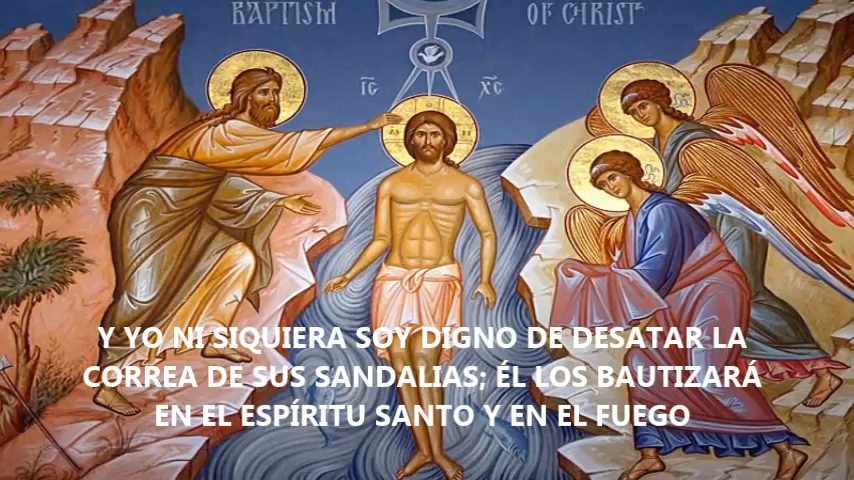 BAPTISM OF CHRIST
IC XC
Y YO NI SIQUIERA SOY DIGNO DE DESATAR LA
CORREA DE SUS SANDALIAS; ÉL LOS BAUTIZARÁ
EN EL ESPÍRITU SANTO Y EN EL FUEGO